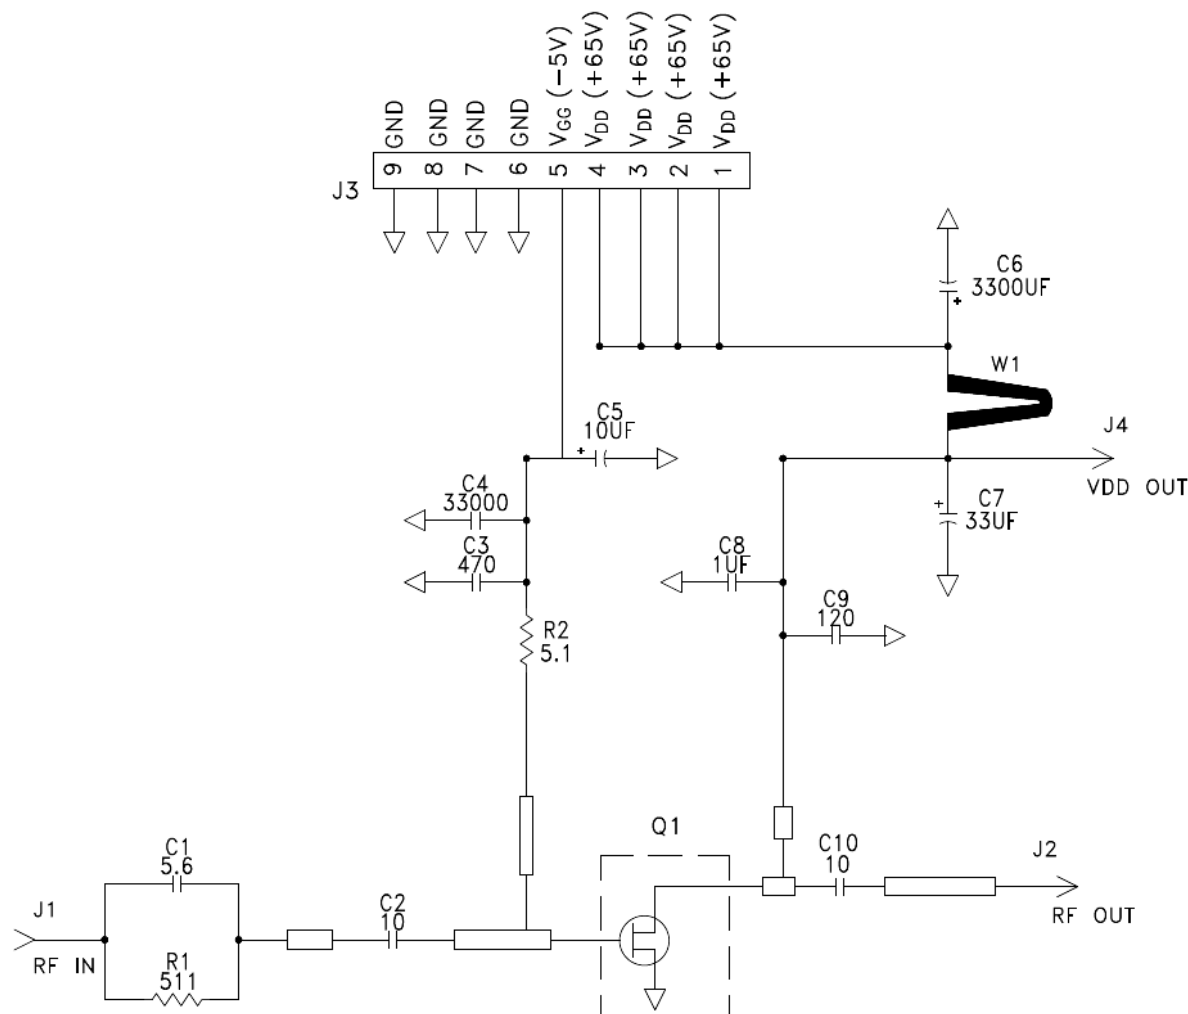 GND
GND
GND
GND
VGG (-5V)
VDD (+65V)
VDD (+65V)
VDD (+65V)
VDD (+65V)
J3
9 8 7 6 5 4 3 2 1
C6
3300UF
+
W1
C5
10UF
+
J4
VDD OUT
C4
33000
C7
33UF
+
C3
470
C8
1UF
C9
120
R2
5.1
Q1
C1
5.6
C10
10
J2
RF OUT
J1
RF IN
C2
10
R1
511